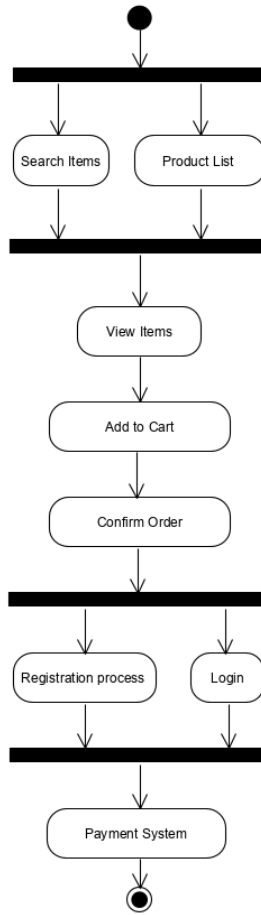 Search Items
Product List
View Items
Add to Cart
Confirm Order
Registration process
Login
Payment System